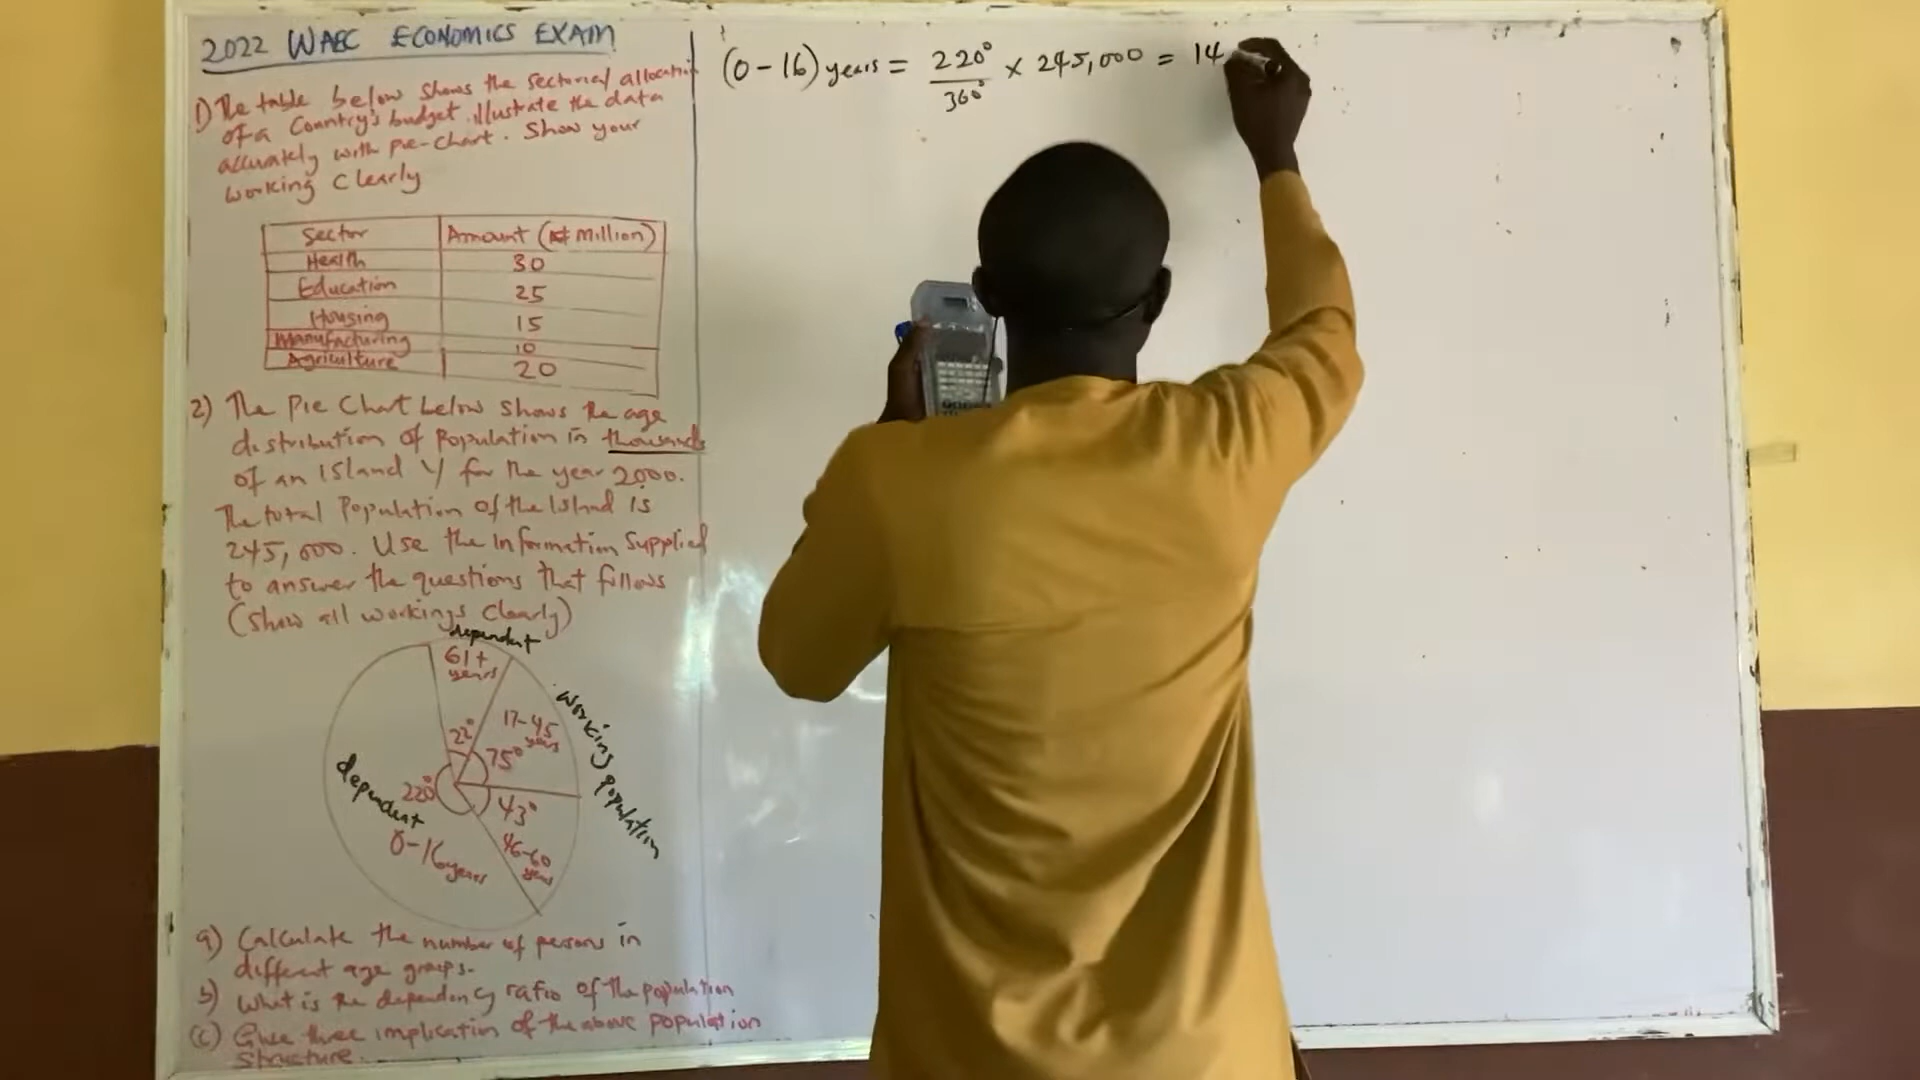 2022 WAEC ECONOMICS EXAM
1) The table below shows the sectorial allocation
of a Country's budget. illustrate the data
accurately with pie-chart. Show your
working clearly
Sector Amount (₦ Million)
Health 30
Education 25
Housing 15
Manufacturing 10
Agriculture 20
2) The Pie Chart below shows the age
distribution of population in thousands
of an Island Y for the year 2000.
The total Population of the Island is
245,000. Use the Information Supplied
to answer the questions that follows
(Show all workings clearly)
dependent
61+
years
17-45
years
22°
75°
working population
dependent
220°
43°
0-16 years
46-60
years
a) Calculate the number of persons in
different age groups.
b) What is the dependency ratio of the population
(c) Give three implication of the above population
Structure.
(0-16) years = 220°/360° × 245,000 = 14